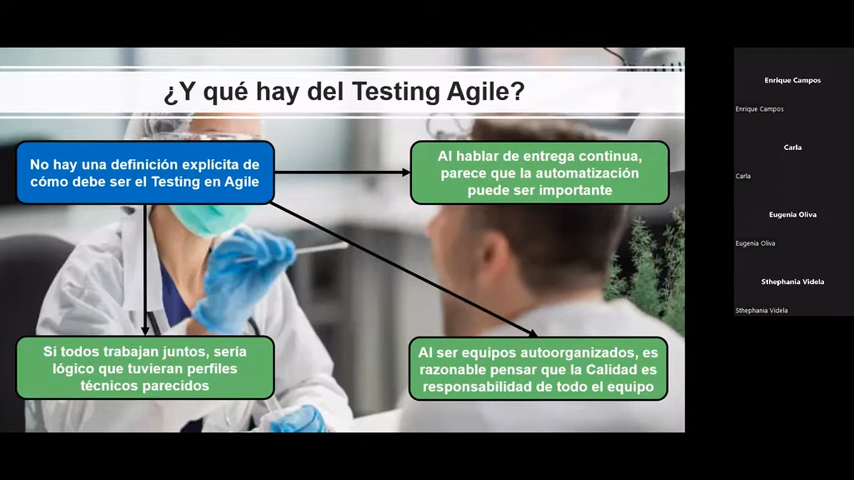 ¿Y qué hay del Testing Agile?
No hay una definición explícita de
cómo debe ser el Testing en Agile
Al hablar de entrega continua,
parece que la automatización
puede ser importante
Si todos trabajan juntos, sería
lógico que tuvieran perfiles
técnicos parecidos
Al ser equipos autoorganizados, es
razonable pensar que la Calidad es
responsabilidad de todo el equipo
Enrique Campos
Enrique Campos
Carla
Carla
Eugenia Oliva
Eugenia Oliva
Sthephania Videla
Sthephania Videla